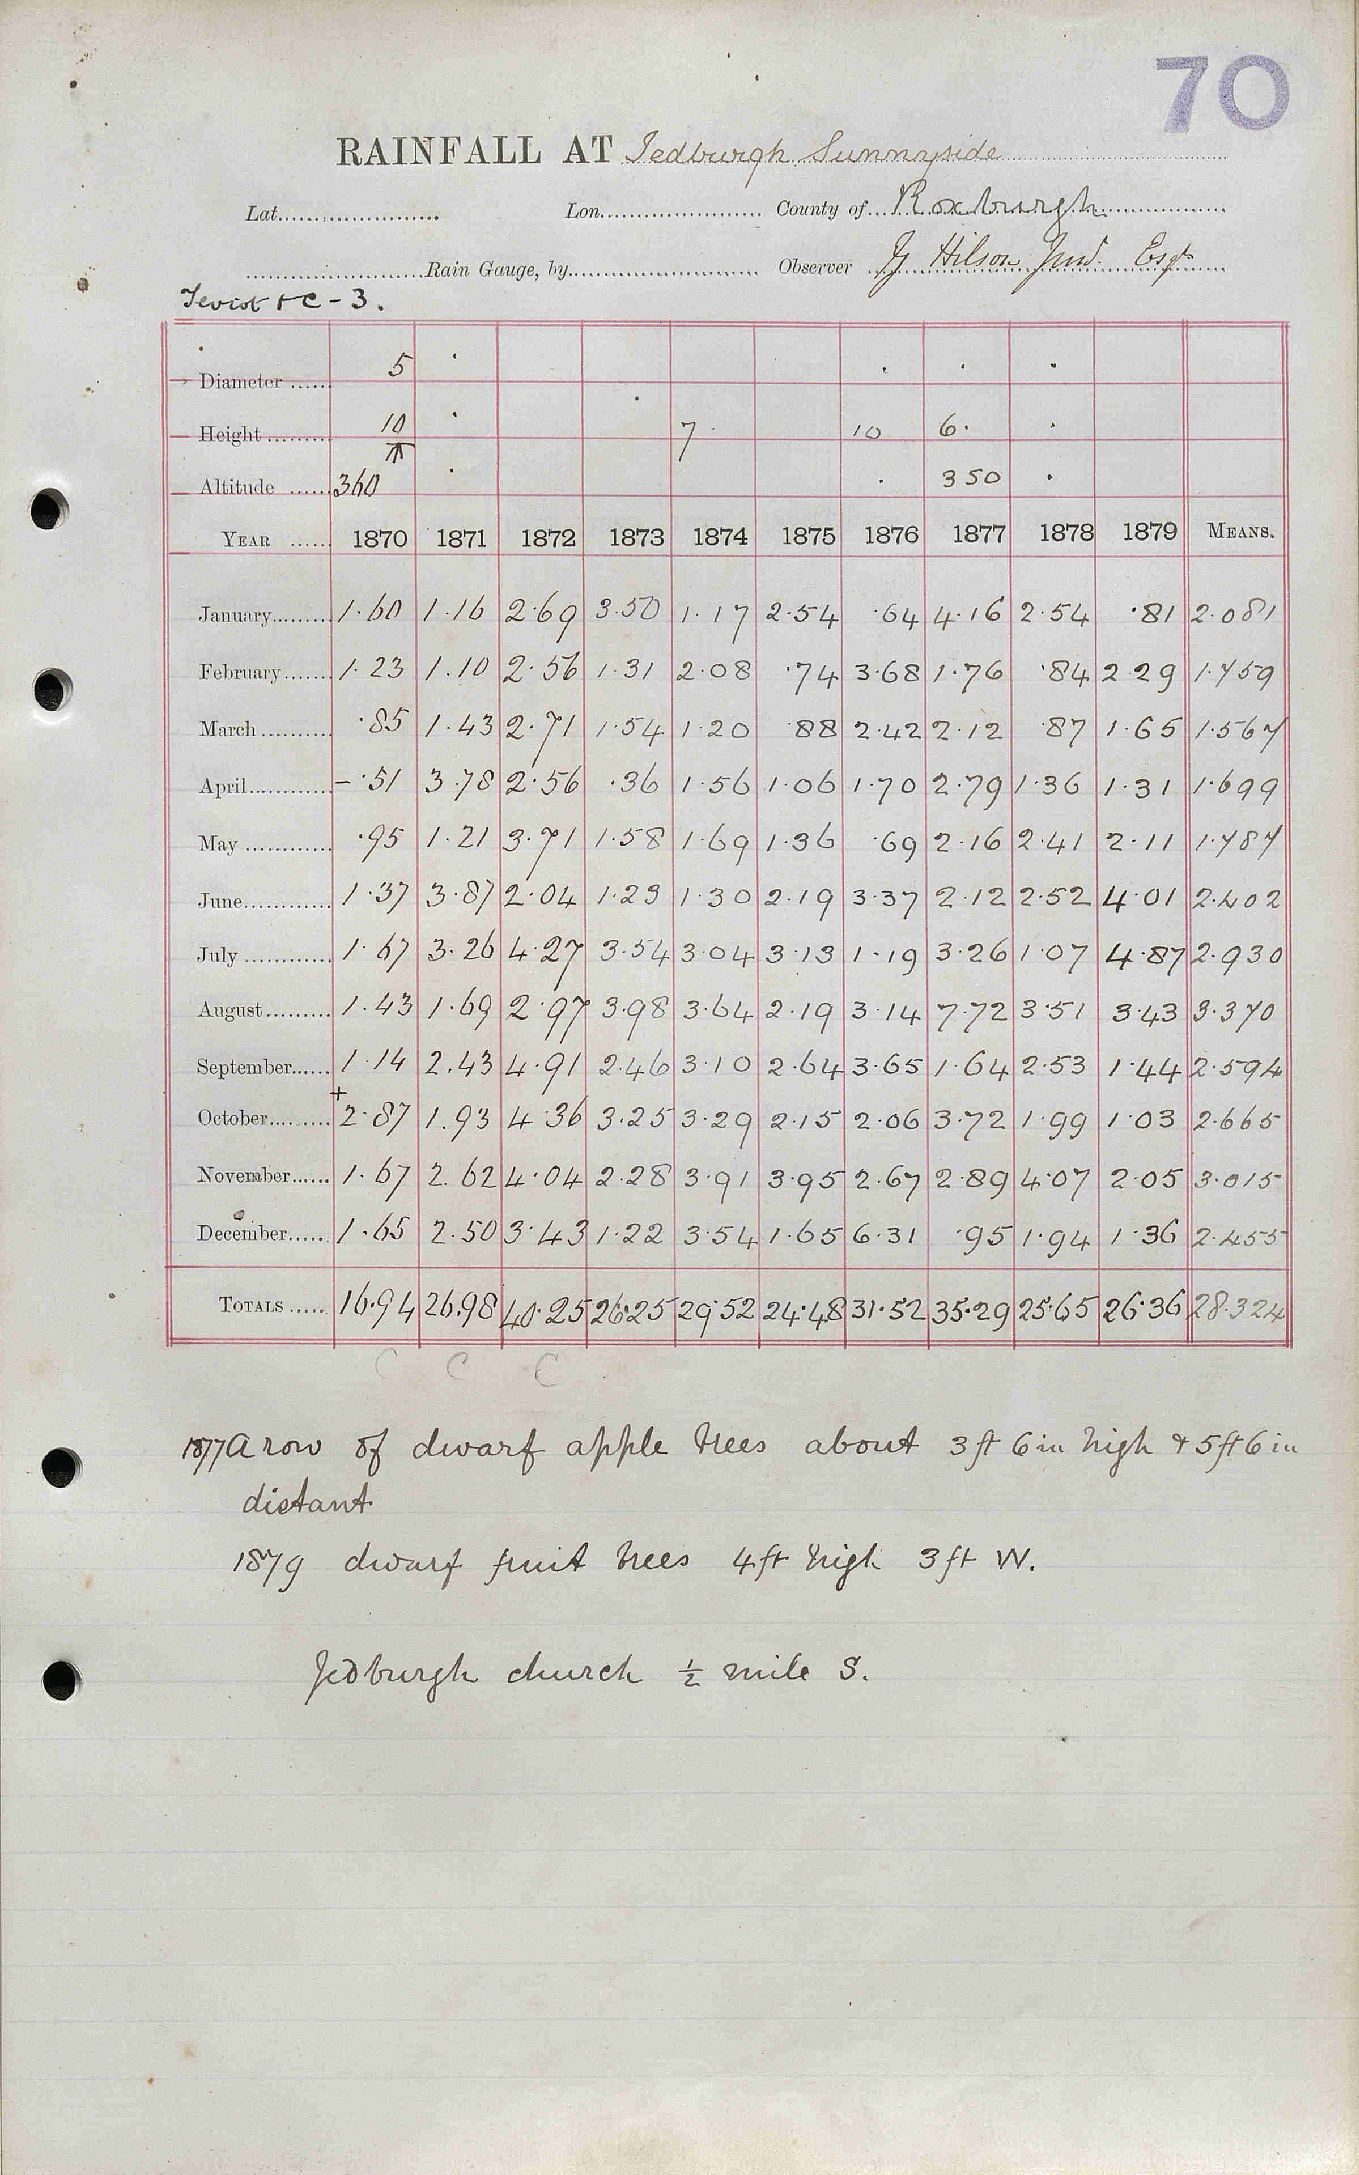 70
RAINFALL AT Jedburgh Sunnyside
Lat. Lon. County of Roxburgh
Rain Gauge, by Observer Hilson Junr. Esqr
Teviot &c - 3.
Diameter 5
Height 10 7 10 6.
Altitude 360 350
YEAR 1870 1871 1872 1873 1874 1875 1876 1877 1878 1879 MEANS.
January 1.60 1.16 2.69 3.50 1.17 2.54 .64 4.16 2.54 .81 2.081
February 1.23 1.10 2.56 1.31 2.08 .74 3.68 1.76 .84 2.29 1.759
March .85 1.43 2.71 1.54 1.20 .88 2.42 2.12 .87 1.65 1.567
April - .51 3.78 2.56 .36 1.56 1.06 1.70 2.79 1.36 1.31 1.699
May .95 1.21 3.71 1.58 1.69 1.36 .69 2.16 2.41 2.11 1.787
June 1.37 3.87 2.04 1.23 1.30 2.19 3.37 2.12 2.52 4.01 2.402
July 1.67 3.26 4.27 3.54 3.04 3.13 1.19 3.26 1.07 4.87 2.930
August 1.43 1.69 2.97 3.98 3.64 2.19 3.14 7.72 3.51 3.43 3.370
September 1.14 2.43 4.91 2.46 3.10 2.64 3.65 1.64 2.53 1.44 2.594
October + 2.87 1.93 4.36 3.25 3.29 2.15 2.06 3.72 1.99 1.03 2.665
November 1.67 2.62 4.04 2.28 3.91 3.95 2.67 2.89 4.07 2.05 3.015
December 1.65 2.50 3.43 1.22 3.54 1.65 6.31 .95 1.94 1.36 2.455
TOTALS 16.94 26.98 40.25 26.25 29.52 24.48 31.52 35.29 25.65 26.36 28.324
C C C
1877 A row of dwarf apple trees about 3 ft 6 in high & 5 ft 6 in
distant
1879 dwarf fruit trees 4 ft high 3 ft W.
Jedburgh church ½ mile S.